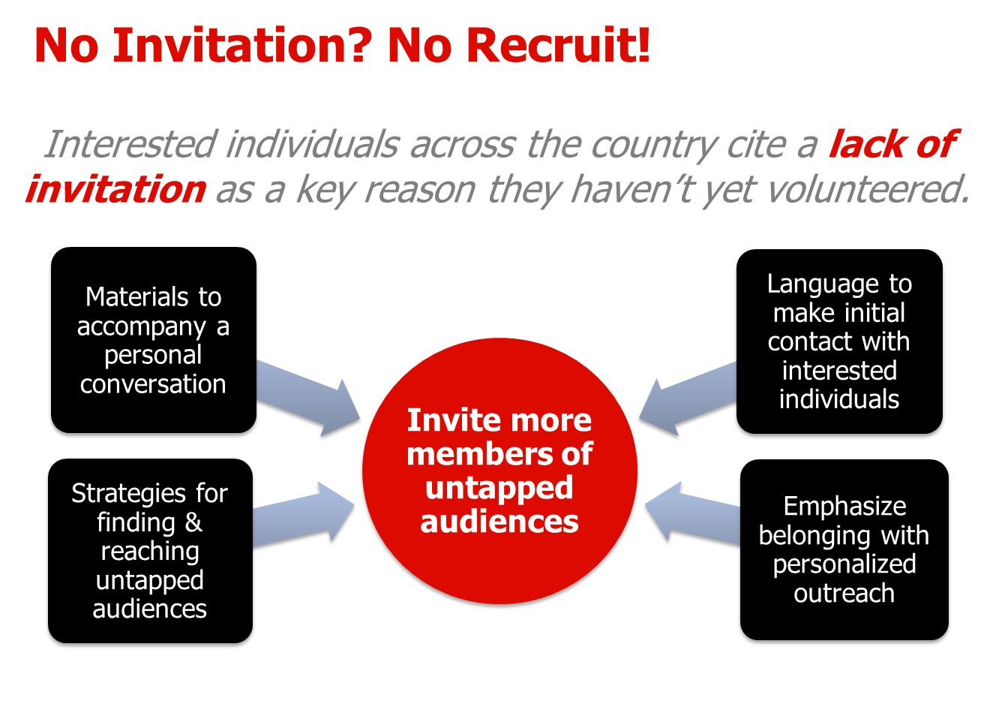 No Invitation? No Recruit!
Interested individuals across the country cite a lack of
invitation as a key reason they haven’t yet volunteered.
Materials to
accompany a
personal
conversation
Language to
make initial
contact with
interested
individuals
Invite more
members of
untapped
audiences
Strategies for
finding &
reaching
untapped
audiences
Emphasize
belonging with
personalized
outreach